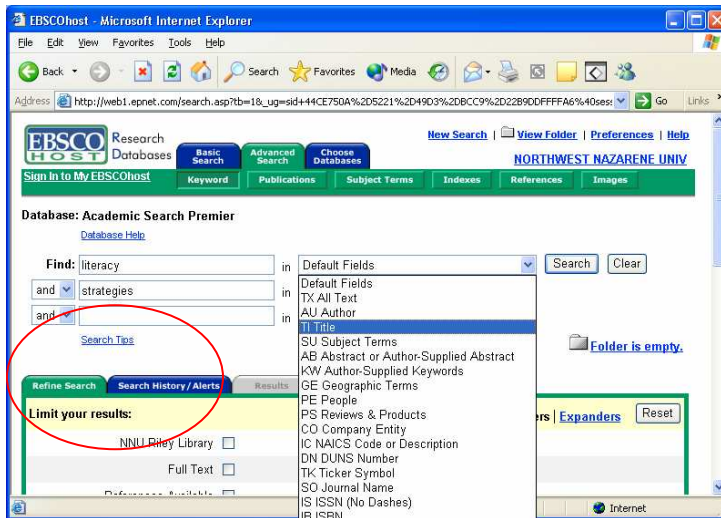 EBSCOhost - Microsoft Internet Explorer
File Edit View Favorites Tools Help
Back Search Favorites Media
Address http://web1.epnet.com/search.asp?tb=1&_ug=sid+44CE750A%2D5221%2D49D3%2DBCC9%2D22B9DDFFFFA6%40ses Go Links
EBSCO HOST Research Databases
Basic Search Advanced Search Choose Databases
New Search | View Folder | Preferences | Help
NORTHWEST NAZARENE UNIV
Sign In to My EBSCOhost Keyword Publications Subject Terms Indexes References Images
Database: Academic Search Premier
Database Help
Find: literacy in Default Fields Search Clear
and strategies in
and in
Search Tips
Default Fields
TX All Text
AU Author
TI Title
SU Subject Terms
AB Abstract or Author-Supplied Abstract
KW Author-Supplied Keywords
GE Geographic Terms
PE People
PS Reviews & Products
CO Company Entity
IC NAICS Code or Description
DN DUNS Number
TK Ticker Symbol
SO Journal Name
IS ISSN (No Dashes)
IB ISBN
Folder is empty.
Refine Search Search History/Alerts Results
Limit your results: ers | Expanders Reset
NNU Riley Library
Full Text
References Available
Internet